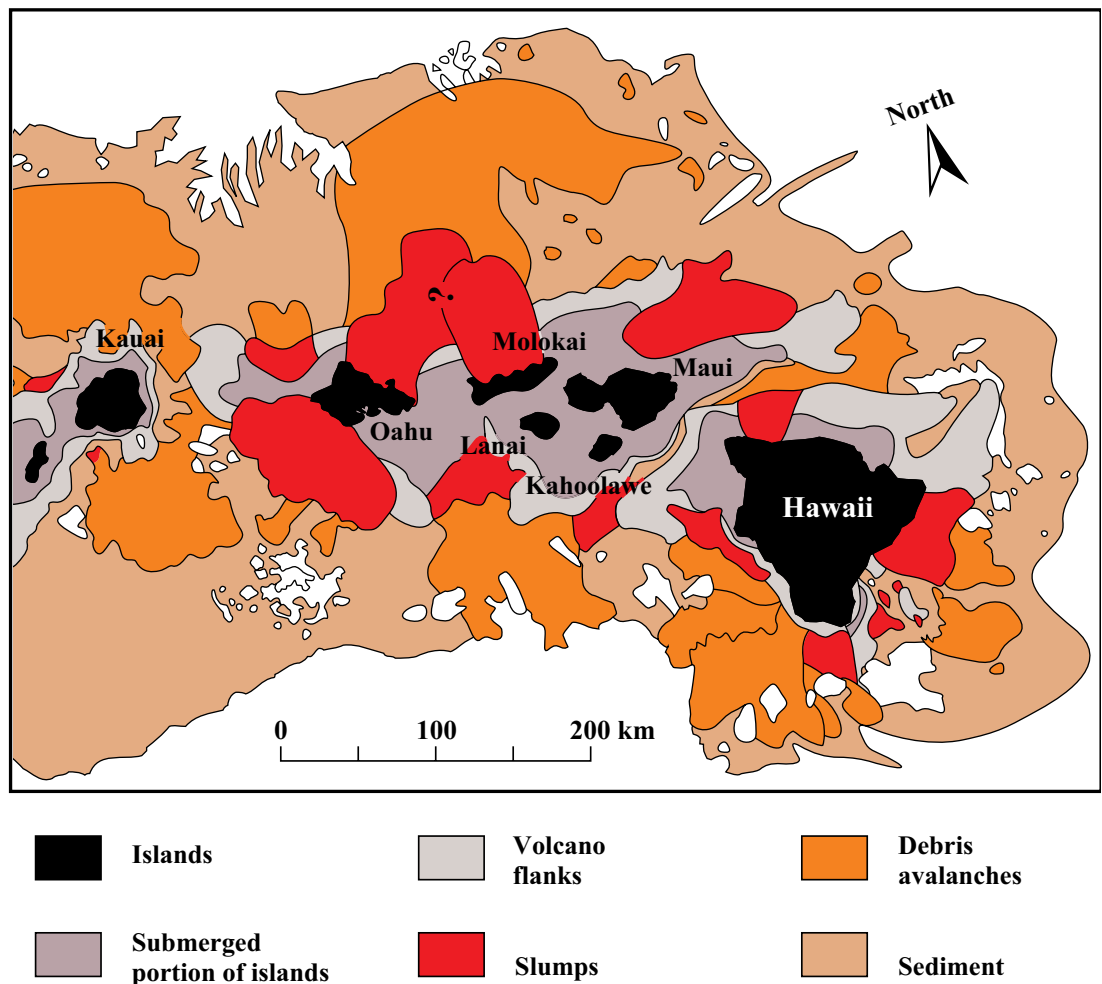 North
Kauai
?
Molokai
Maui
Oahu
Lanai
Kahoolawe
Hawaii
0 100 200 km
Islands
Volcano
flanks
Debris
avalanches
Submerged
portion of islands
Slumps
Sediment